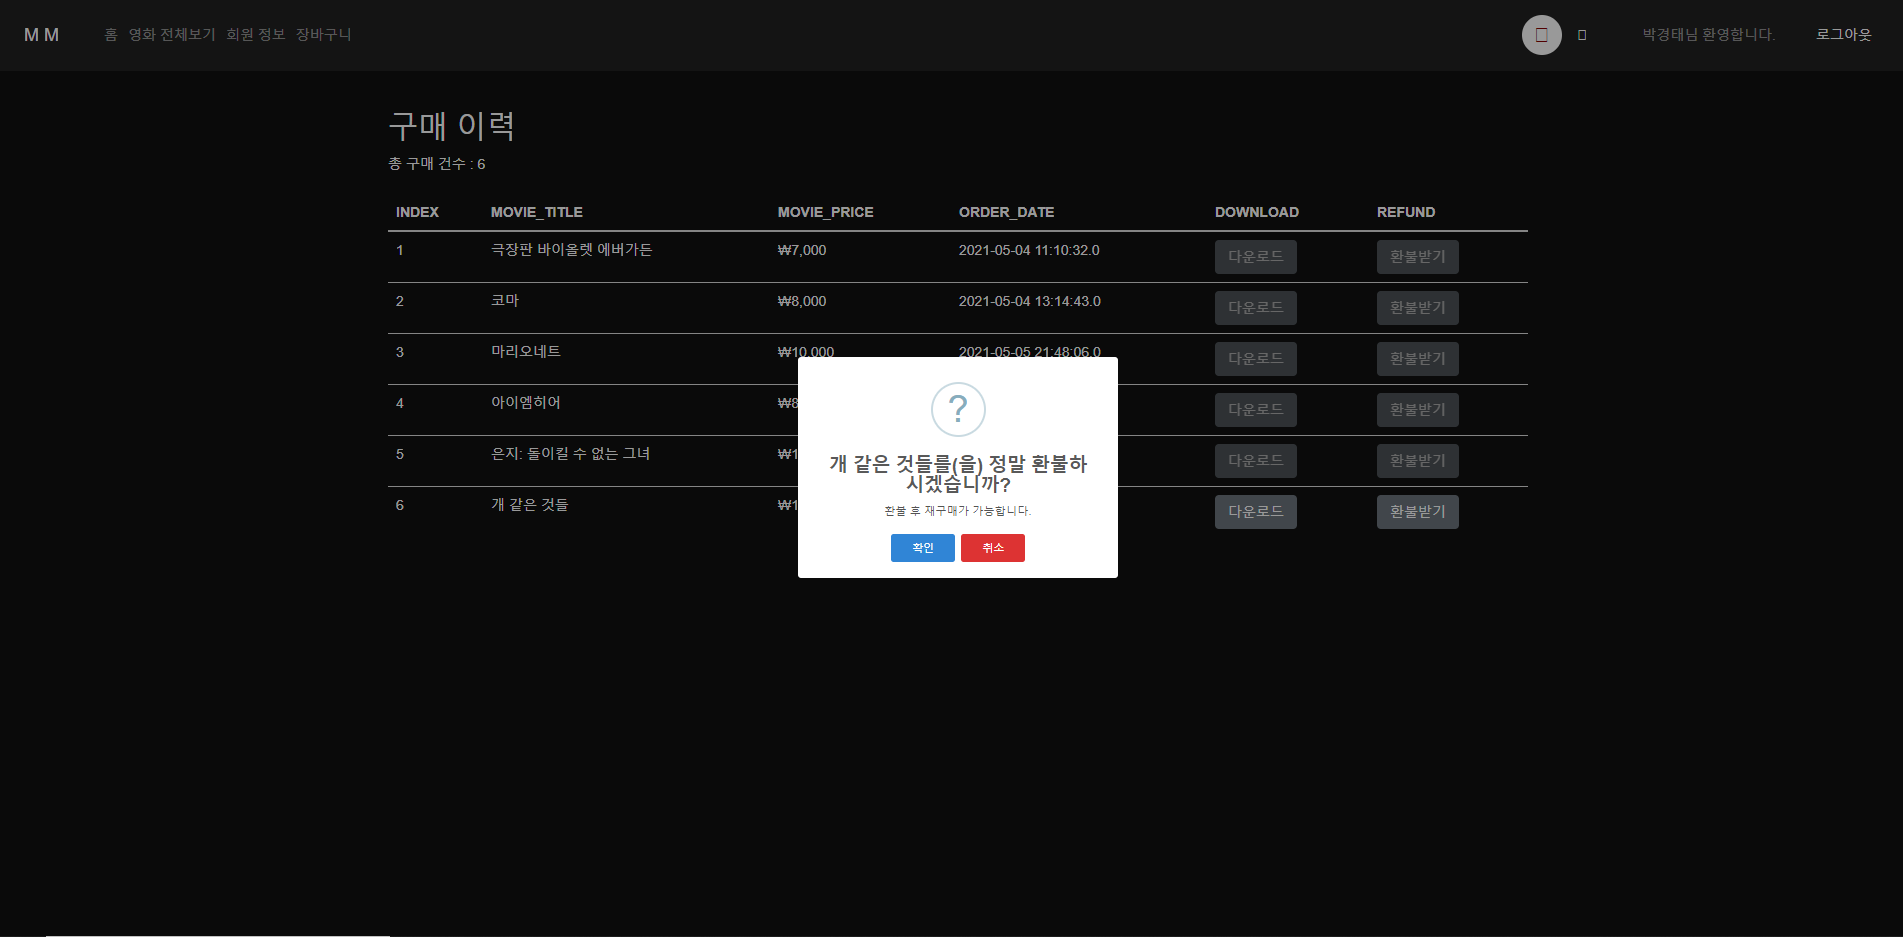 M M 홈 영화 전체보기 회원 정보 장바구니 박경태님 환영합니다. 로그아웃
구매 이력
총 구매 건수 : 6
INDEX MOVIE_TITLE MOVIE_PRICE ORDER_DATE DOWNLOAD REFUND
1 극장판 바이올렛 에버가든 ₩7,000 2021-05-04 11:10:32.0 다운로드 환불받기
2 코마 ₩8,000 2021-05-04 13:14:43.0 다운로드 환불받기
3 마리오네트 ₩10,000 2021-05-05 21:48:06.0 다운로드 환불받기
4 아이엠히어 ₩8 다운로드 환불받기
5 은지: 돌이킬 수 없는 그녀 ₩1 다운로드 환불받기
6 개 같은 것들 ₩1 다운로드 환불받기
?
개 같은 것들를(을) 정말 환불하
시겠습니까?
환불 후 재구매가 가능합니다.
확인 취소